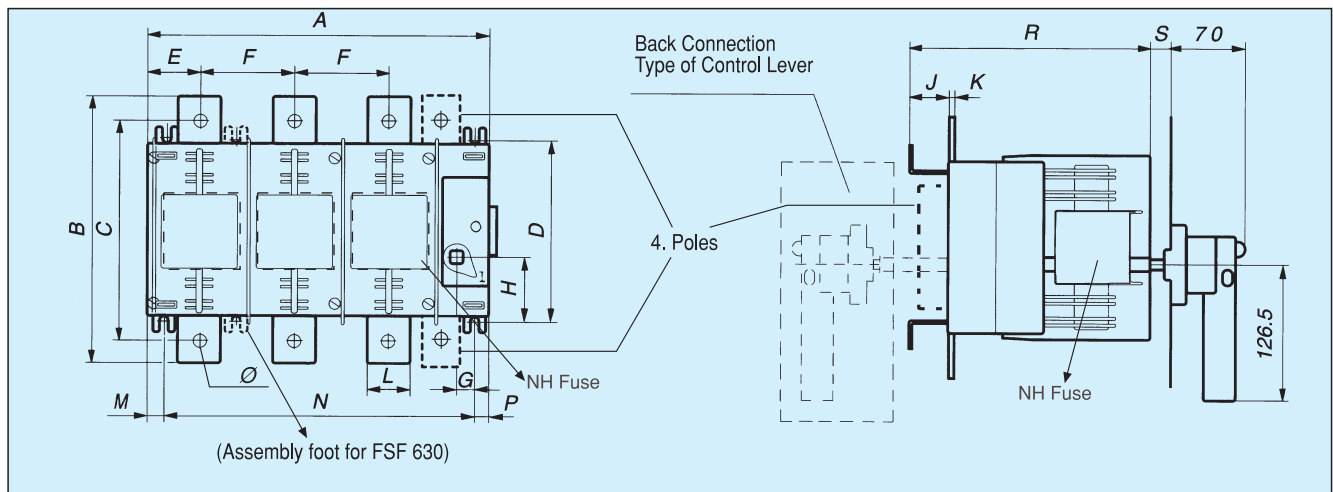 A
E
F
F
B
C
D
H
1
L
G
Ø
NH Fuse
M
N
P
(Assembly foot for FSF 630)
Back Connection
Type of Control Lever
4. Poles
R
S
70
J
K
126.5
NH Fuse